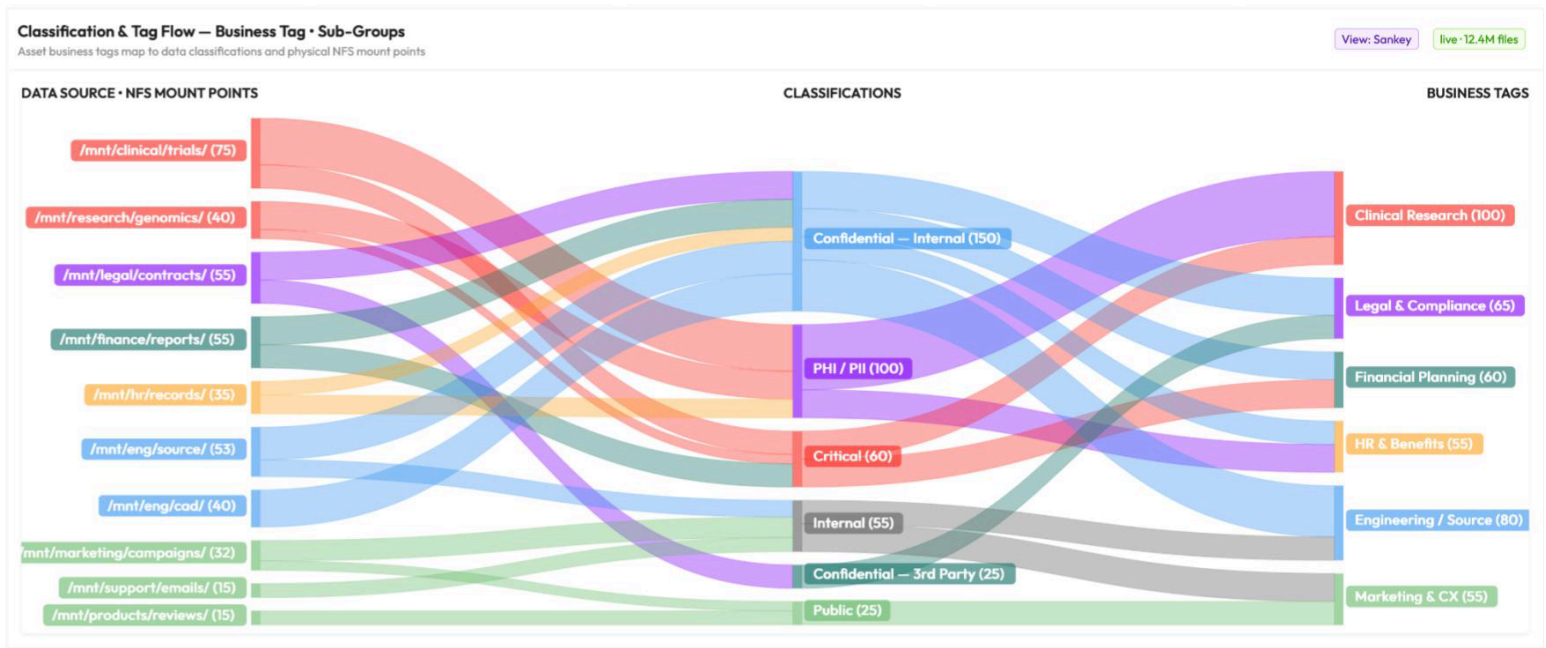 Classification & Tag Flow — Business Tag • Sub-Groups
Asset business tags map to data classifications and physical NFS mount points
View: Sankey
live · 12.4M files
DATA SOURCE • NFS MOUNT POINTS
CLASSIFICATIONS
BUSINESS TAGS
/mnt/clinical/trials/ (75)
/mnt/research/genomics/ (40)
/mnt/legal/contracts/ (55)
/mnt/finance/reports/ (55)
/mnt/hr/records/ (35)
/mnt/eng/source/ (53)
/mnt/eng/cad/ (40)
/mnt/marketing/campaigns/ (32)
/mnt/support/emails/ (15)
/mnt/products/reviews/ (15)
Confidential — Internal (150)
PHI / PII (100)
Critical (60)
Internal (55)
Confidential — 3rd Party (25)
Public (25)
Clinical Research (100)
Legal & Compliance (65)
Financial Planning (60)
HR & Benefits (55)
Engineering / Source (80)
Marketing & CX (55)